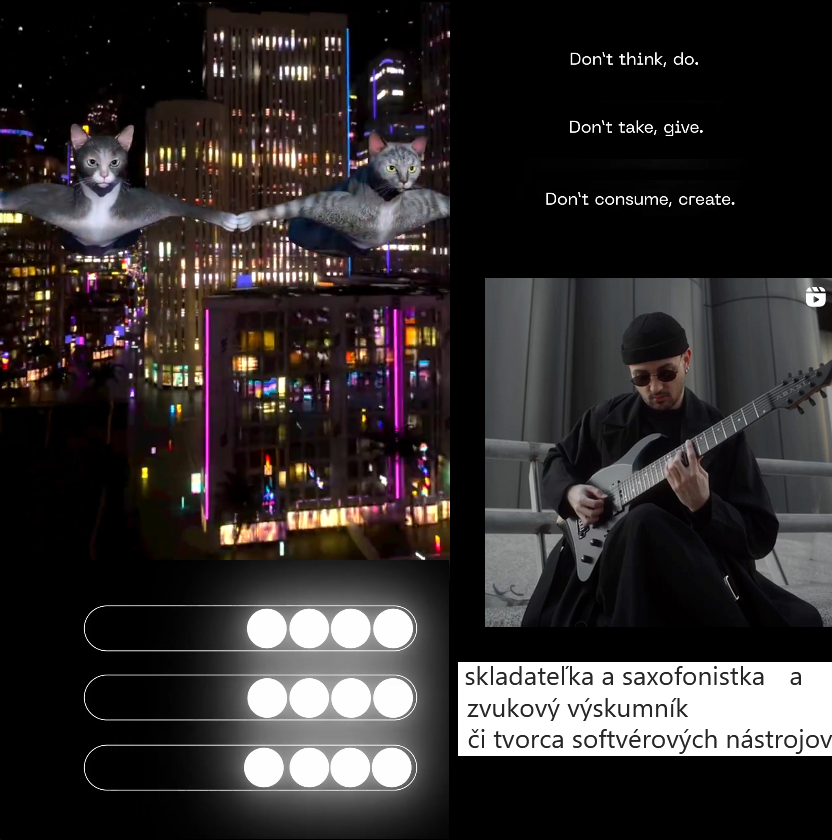 Don't think, do.
Don't take, give.
Don't consume, create.
skladateľka a saxofonistka a
zvukový výskumník
či tvorca softvérových nástrojov